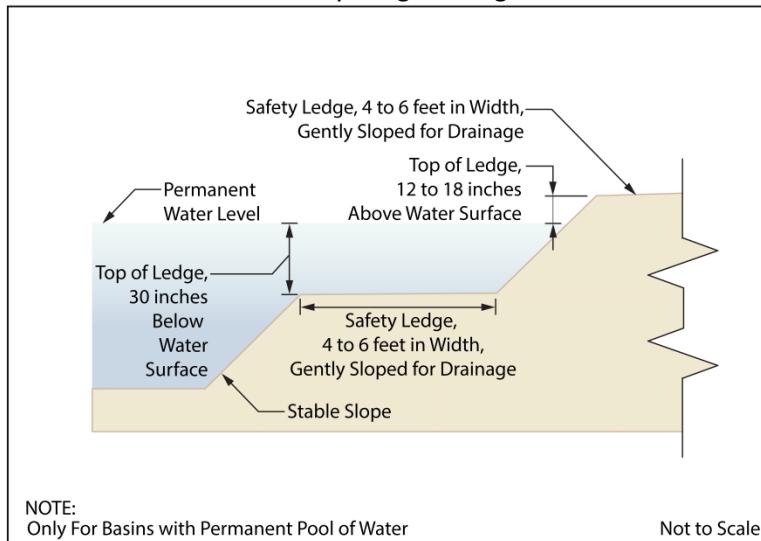 Safety Ledge, 4 to 6 feet in Width,
Gently Sloped for Drainage
Top of Ledge,
12 to 18 inches
Above Water Surface
Permanent
Water Level
Top of Ledge,
30 inches
Below
Water
Surface
Safety Ledge,
4 to 6 feet in Width,
Gently Sloped for Drainage
Stable Slope
NOTE:
Only For Basins with Permanent Pool of Water
Not to Scale